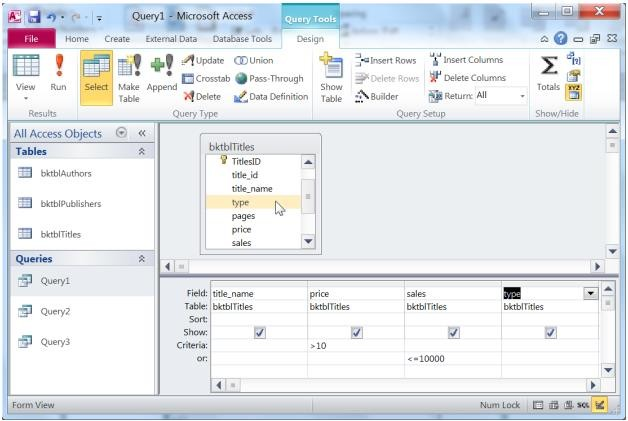 Query1 - Microsoft Access
Query Tools
File Home Create External Data Database Tools Design
View Run Select Make Table Append Update Crosstab Delete Union Pass-Through Data Definition Show Table Insert Rows Delete Rows Builder Insert Columns Delete Columns Return: All Totals
Results Query Type Query Setup Show/Hide
All Access Objects
Tables
bktblAuthors
bktblPublishers
bktblTitles
Queries
Query1
Query2
Query3
bktblTitles
TitlesID
title_id
title_name
type
pages
price
sales
Field: title_name price sales type
Table: bktblTitles bktblTitles bktblTitles bktblTitles
Sort:
Show:
Criteria: >10
or: <=10000
Form View Num Lock SQL